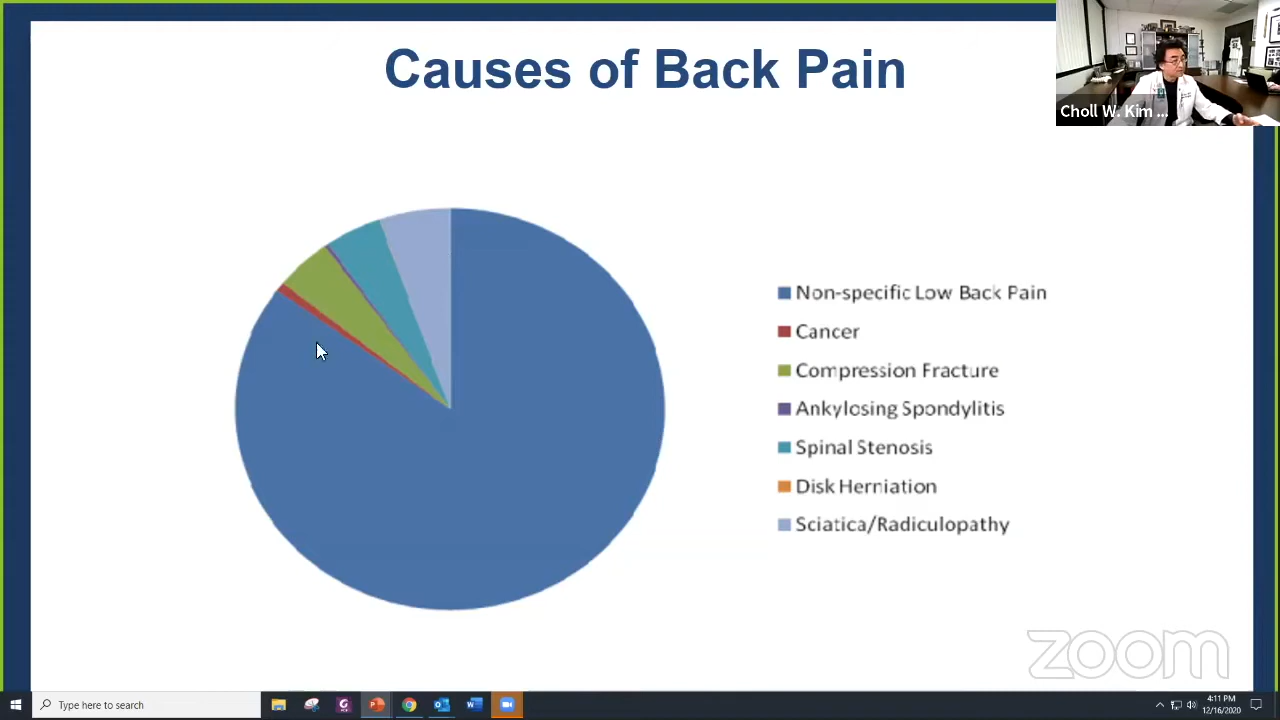 Causes of Back Pain
Choll W. Kim ...
Non-specific Low Back Pain
Cancer
Compression Fracture
Ankylosing Spondylitis
Spinal Stenosis
Disk Herniation
Sciatica/Radiculopathy
zoom
Type here to search
4:11 PM
12/16/2020